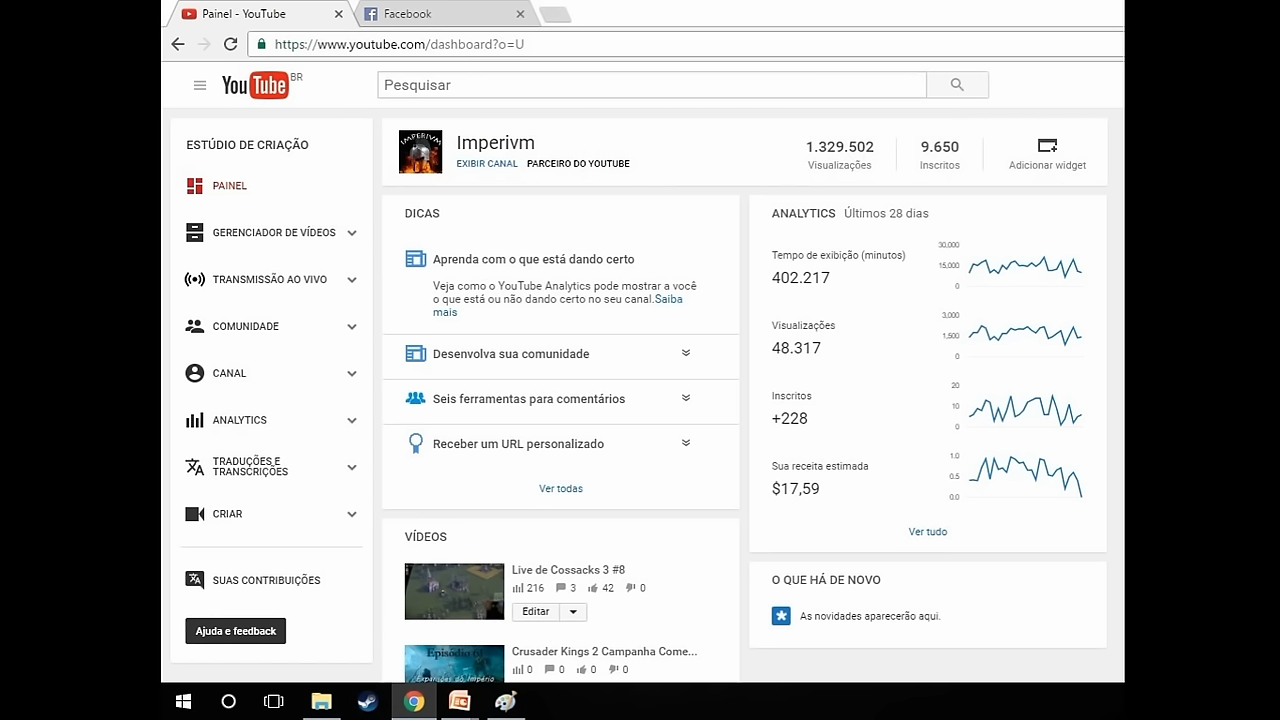 Painel - YouTube
Facebook
https://www.youtube.com/dashboard?o=U
YouTube BR
Pesquisar
ESTÚDIO DE CRIAÇÃO
PAINEL
GERENCIADOR DE VÍDEOS
TRANSMISSÃO AO VIVO
COMUNIDADE
CANAL
ANALYTICS
TRADUÇÕES E
TRANSCRIÇÕES
CRIAR
SUAS CONTRIBUIÇÕES
Ajuda e feedback
IMPERIVM
Imperivm
EXIBIR CANAL PARCEIRO DO YOUTUBE
1.329.502
Visualizações
9.650
Inscritos
Adicionar widget
DICAS
Aprenda com o que está dando certo
Veja como o YouTube Analytics pode mostrar a você
o que está ou não dando certo no seu canal.Saiba
mais
Desenvolva sua comunidade
Seis ferramentas para comentários
Receber um URL personalizado
Ver todas
VÍDEOS
Live de Cossacks 3 #8
216 3 42 0
Editar
Episódio 19
Expansões do Império
Crusader Kings 2 Campanha Come...
0 0 0 0
ANALYTICS Últimos 28 dias
Tempo de exibição (minutos)
402.217
30,000
15,000
0
Visualizações
48.317
3,000
1,500
0
Inscritos
+228
20
10
0
Sua receita estimada
$17,59
1.0
0.5
0.0
Ver tudo
O QUE HÁ DE NOVO
As novidades aparecerão aqui.